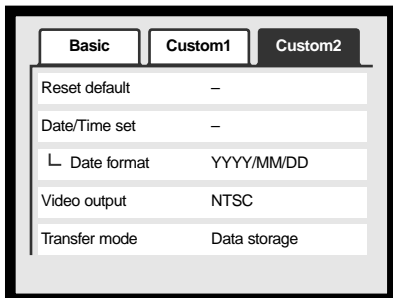 Basic Custom1 Custom2
Reset default –
Date/Time set –
Date format YYYY/MM/DD
Video output NTSC
Transfer mode Data storage